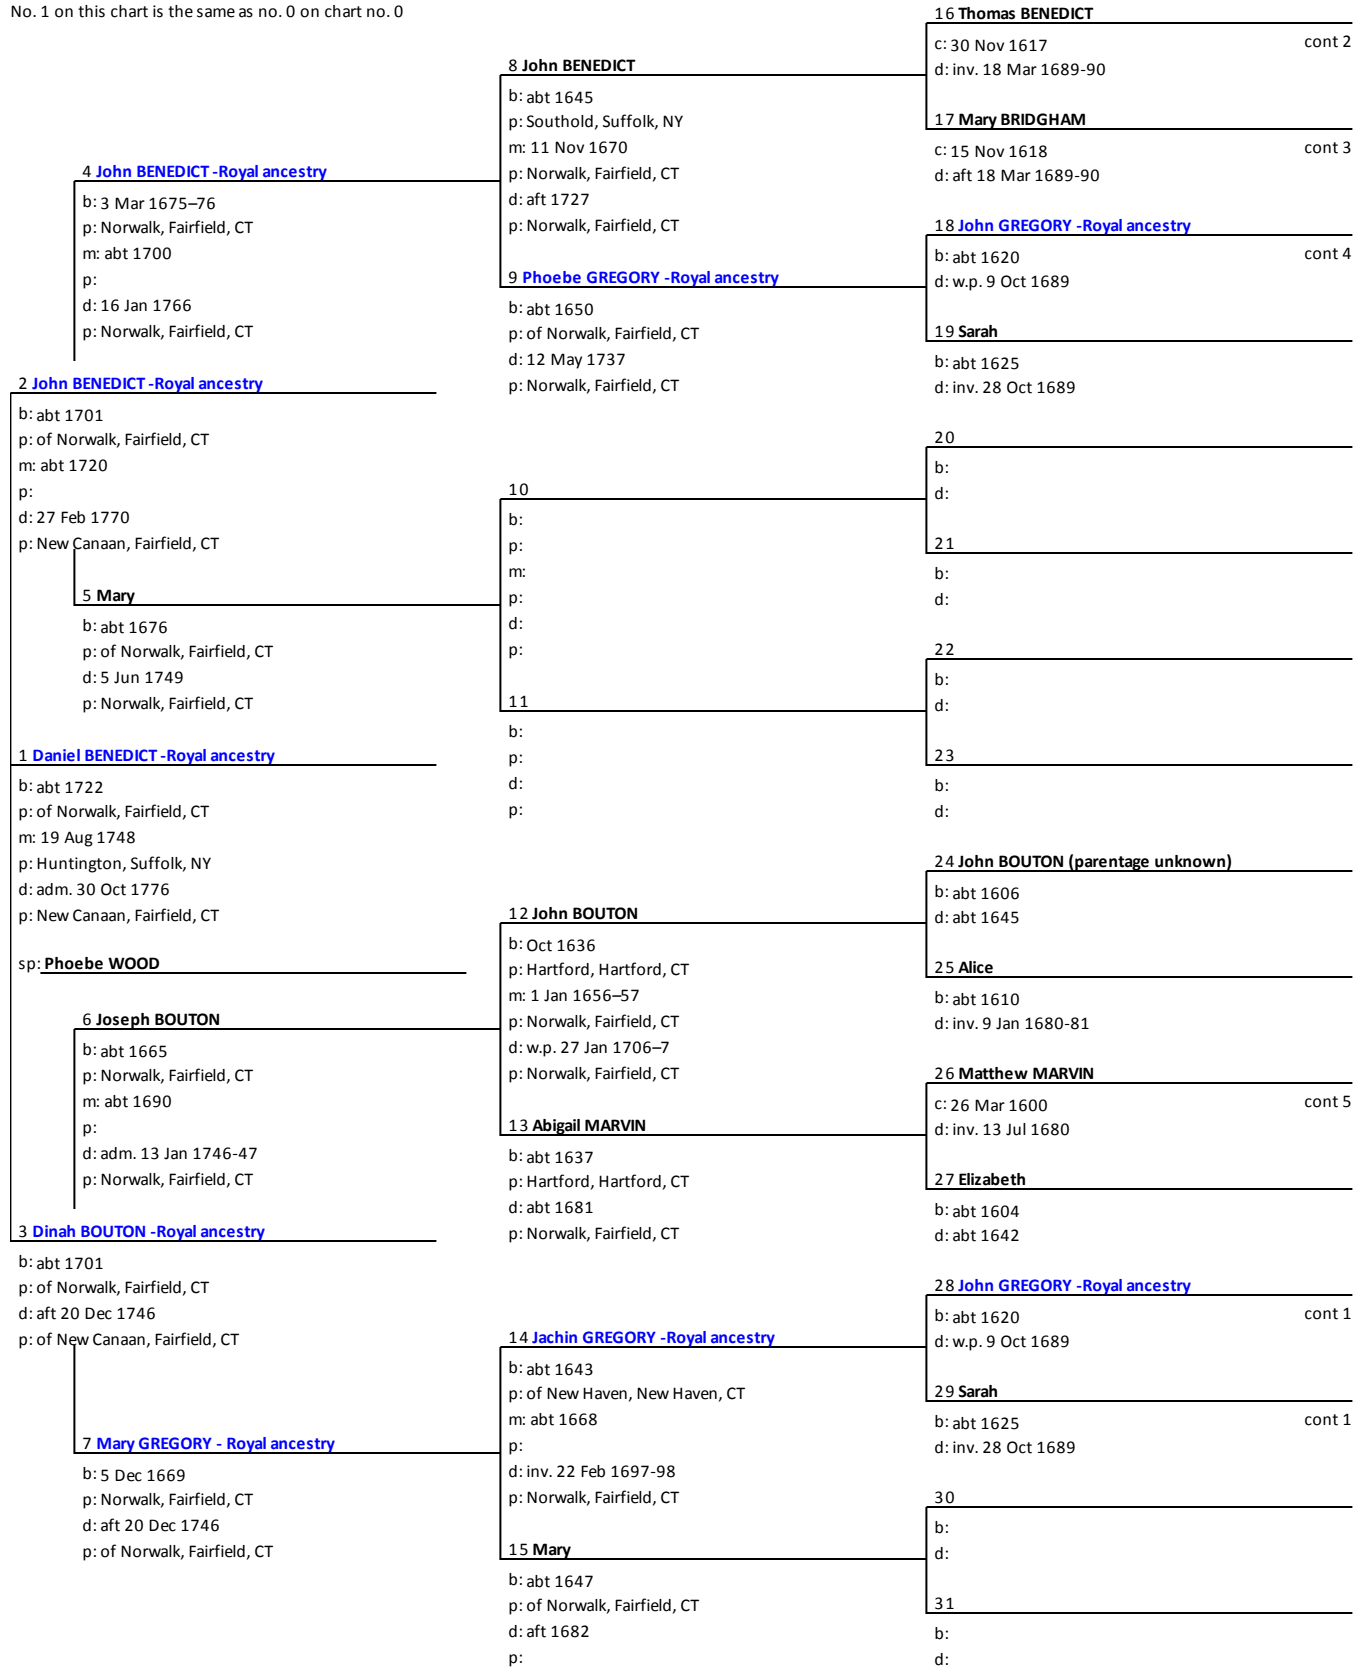 No. 1 on this chart is the same as no. 0 on chart no. 0
16 Thomas BENEDICT
c: 30 Nov 1617 cont 2
d: inv. 18 Mar 1689-90
8 John BENEDICT
b: abt 1645
p: Southold, Suffolk, NY
m: 11 Nov 1670
p: Norwalk, Fairfield, CT
d: aft 1727
p: Norwalk, Fairfield, CT
17 Mary BRIDGHAM
c: 15 Nov 1618 cont 3
d: aft 18 Mar 1689-90
4 John BENEDICT -Royal ancestry
b: 3 Mar 1675–76
p: Norwalk, Fairfield, CT
m: abt 1700
p:
d: 16 Jan 1766
p: Norwalk, Fairfield, CT
18 John GREGORY -Royal ancestry
b: abt 1620 cont 4
d: w.p. 9 Oct 1689
9 Phoebe GREGORY -Royal ancestry
b: abt 1650
p: of Norwalk, Fairfield, CT
d: 12 May 1737
p: Norwalk, Fairfield, CT
19 Sarah
b: abt 1625
d: inv. 28 Oct 1689
2 John BENEDICT -Royal ancestry
b: abt 1701
p: of Norwalk, Fairfield, CT
m: abt 1720
p:
d: 27 Feb 1770
p: New Canaan, Fairfield, CT
20
b:
d:
10
b:
p:
m:
p:
d:
p:
21
b:
d:
5 Mary
b: abt 1676
p: of Norwalk, Fairfield, CT
d: 5 Jun 1749
p: Norwalk, Fairfield, CT
22
b:
d:
11
b:
p:
d:
p:
23
b:
d:
1 Daniel BENEDICT -Royal ancestry
b: abt 1722
p: of Norwalk, Fairfield, CT
m: 19 Aug 1748
p: Huntington, Suffolk, NY
d: adm. 30 Oct 1776
p: New Canaan, Fairfield, CT
sp: Phoebe WOOD
24 John BOUTON (parentage unknown)
b: abt 1606
d: abt 1645
12 John BOUTON
b: Oct 1636
p: Hartford, Hartford, CT
m: 1 Jan 1656–57
p: Norwalk, Fairfield, CT
d: w.p. 27 Jan 1706–7
p: Norwalk, Fairfield, CT
25 Alice
b: abt 1610
d: inv. 9 Jan 1680-81
6 Joseph BOUTON
b: abt 1665
p: Norwalk, Fairfield, CT
m: abt 1690
p:
d: adm. 13 Jan 1746-47
p: Norwalk, Fairfield, CT
26 Matthew MARVIN
c: 26 Mar 1600 cont 5
d: inv. 13 Jul 1680
13 Abigail MARVIN
b: abt 1637
p: Hartford, Hartford, CT
d: abt 1681
p: Norwalk, Fairfield, CT
27 Elizabeth
b: abt 1604
d: abt 1642
3 Dinah BOUTON -Royal ancestry
b: abt 1701
p: of Norwalk, Fairfield, CT
d: aft 20 Dec 1746
p: of New Canaan, Fairfield, CT
28 John GREGORY -Royal ancestry
b: abt 1620 cont 1
d: w.p. 9 Oct 1689
14 Jachin GREGORY -Royal ancestry
b: abt 1643
p: of New Haven, New Haven, CT
m: abt 1668
p:
d: inv. 22 Feb 1697-98
p: Norwalk, Fairfield, CT
29 Sarah
b: abt 1625 cont 1
d: inv. 28 Oct 1689
7 Mary GREGORY - Royal ancestry
b: 5 Dec 1669
p: Norwalk, Fairfield, CT
d: aft 20 Dec 1746
p: of Norwalk, Fairfield, CT
30
b:
d:
15 Mary
b: abt 1647
p: of Norwalk, Fairfield, CT
d: aft 1682
p:
31
b:
d: